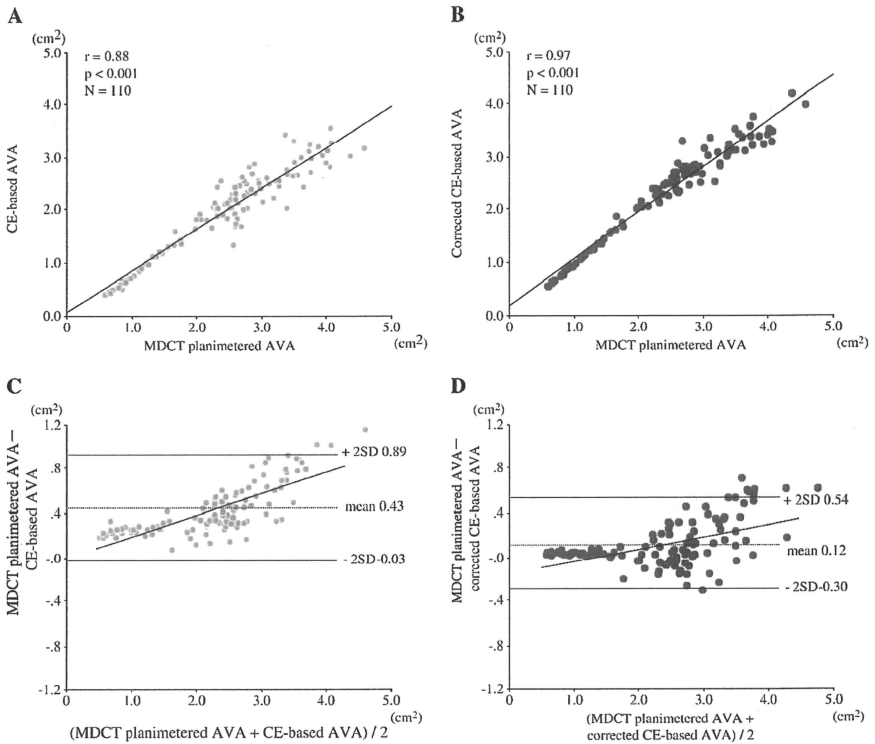 A
(cm2)
5.0
4.0
3.0
2.0
1.0
0.0
CE-based AVA
r = 0.88
p < 0.001
N = 110
0
1.0
2.0
3.0
4.0
5.0
MDCT planimetered AVA
(cm2)
B
(cm2)
5.0
4.0
3.0
2.0
1.0
0.0
Corrected CE-based AVA
r = 0.97
p < 0.001
N = 110
0
1.0
2.0
3.0
4.0
5.0
MDCT planimetered AVA
(cm2)
C
(cm2)
1.2
.8
.4
-.0
-.4
-.8
-1.2
MDCT planimetered AVA—
CE-based AVA
+ 2SD 0.89
mean 0.43
- 2SD-0.03
0
1.0
2.0
3.0
4.0
5.0
(cm2)
(MDCT planimetered AVA + CE-based AVA) / 2
D
(cm2)
1.2
.8
.4
-.0
-.4
-.8
-1.2
MDCT planimetered AVA—
corrected CE-based AVA
+ 2SD 0.54
mean 0.12
- 2SD-0.30
0
1.0
2.0
3.0
4.0
5.0
(cm2)
(MDCT planimetered AVA +
corrected CE-based AVA) / 2